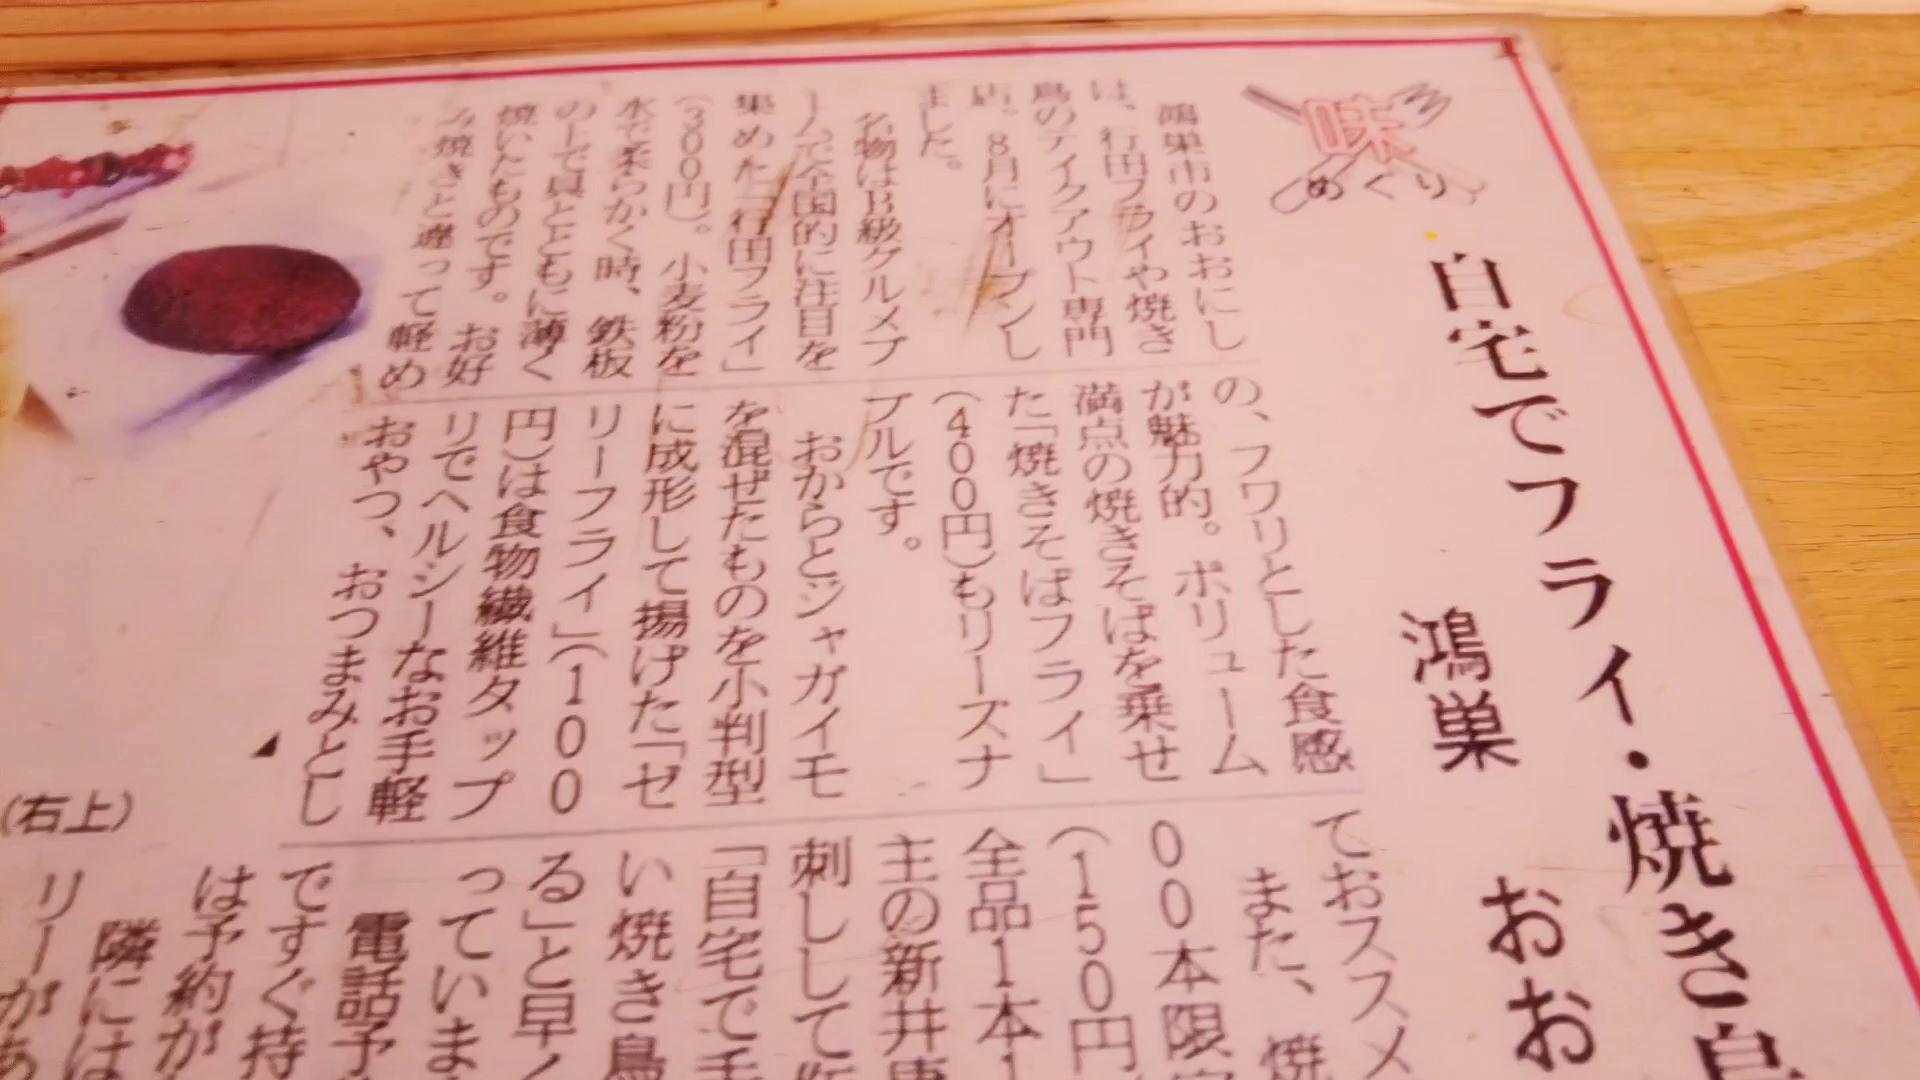 味
めぐり
自宅でフライ・焼き鳥
鴻巣 おお
鴻巣市のおおにし
は、行田フライや焼き
鳥のテイクアウト専門
店。8月にオープンし
ました。
名物はB級グルメブ
ームで全国的に注目を
集めた「行田フライ」
(300円)。小麦粉を
水で柔らかく時、鉄板
の上で具とともに薄く
焼いたものです。お好
み焼きと違って軽め
の、フワリとした食感
が魅力的。ボリューム
満点の焼きそばを乗せ
た「焼きそばフライ」
(400円)もリーズナ
ブルです。
おからとジャガイモ
を混ぜたものを小判型
に成形して揚げた「ゼ
リーフライ」(100
円)は食物繊維タップ
リでヘルシーなお手軽
おやつ、おつまみとし
ておススメ
また、焼
00本限定
(150円
全品1本1
主の新井
刺しして
「自宅で
い焼き鳥
る」と早
っていま
電話予
ですぐ持
は予約が
隣には
リーがあ
(右上)